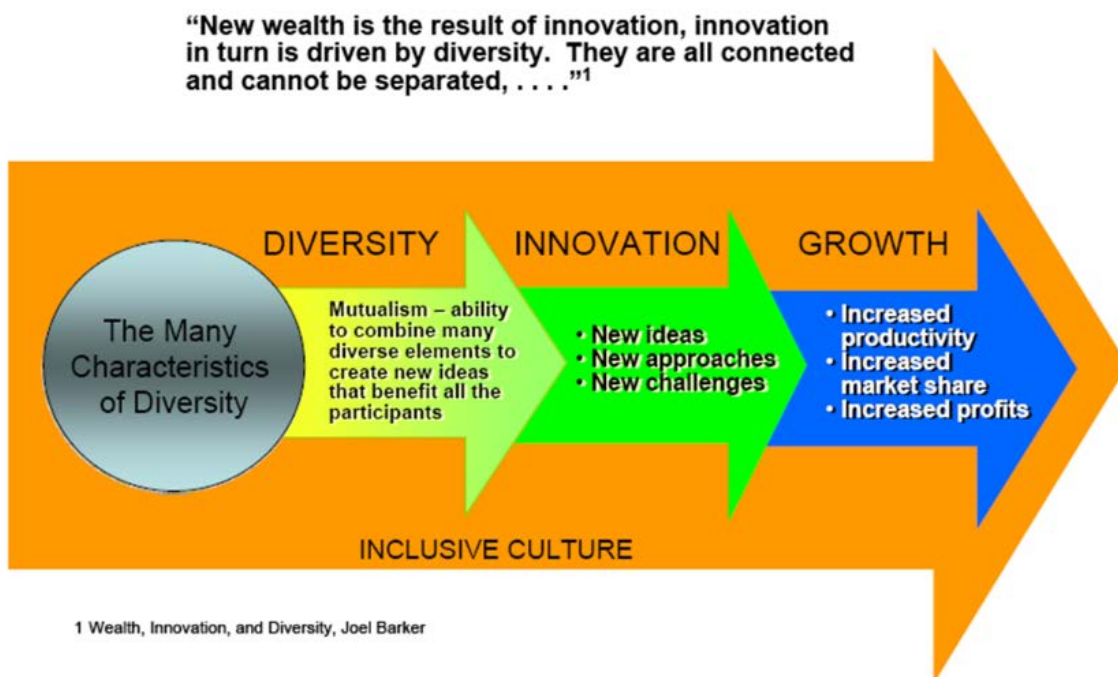 “New wealth is the result of innovation, innovation
in turn is driven by diversity.  They are all connected
and cannot be separated, . . . .”1
DIVERSITY
INNOVATION
GROWTH
The Many
Characteristics
of Diversity
Mutualism – ability
to combine many
diverse elements to
create new ideas
that benefit all the
participants
• New ideas
• New approaches
• New challenges
• Increased
productivity
• Increased
market share
• Increased profits
INCLUSIVE CULTURE
1 Wealth, Innovation, and Diversity, Joel Barker